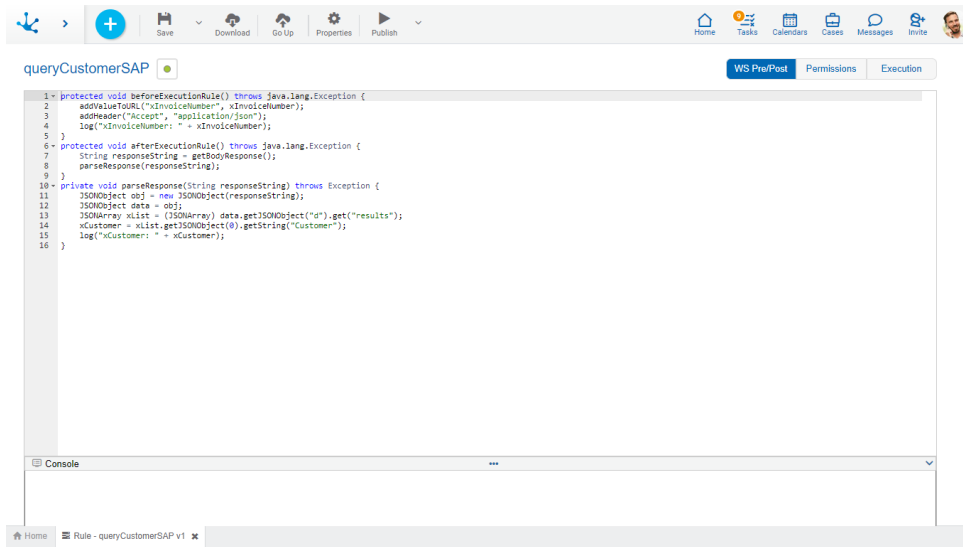 Save
Download
Go Up
Properties
Publish
Home
9
Tasks
Calendars
Cases
Messages
Invite
queryCustomerSAP
WS Pre/Post
Permissions
Execution
1 protected void beforeExecutionRule() throws java.lang.Exception {
2 addValueToURL("xInvoiceNumber", xInvoiceNumber);
3 addHeader("Accept", "application/json");
4 log("xInvoiceNumber: " + xInvoiceNumber);
5 }
6 protected void afterExecutionRule() throws java.lang.Exception {
7 String responseString = getBodyResponse();
8 parseResponse(responseString);
9 }
10 private void parseResponse(String responseString) throws Exception {
11 JSONObject obj = new JSONObject(responseString);
12 JSONObject data = obj;
13 JSONArray xList = (JSONArray) data.getJSONObject("d").get("results");
14 xCustomer = xList.getJSONObject(0).getString("Customer");
15 log("xCustomer: " + xCustomer);
16 }
Console
Home
Rule - queryCustomerSAP v1